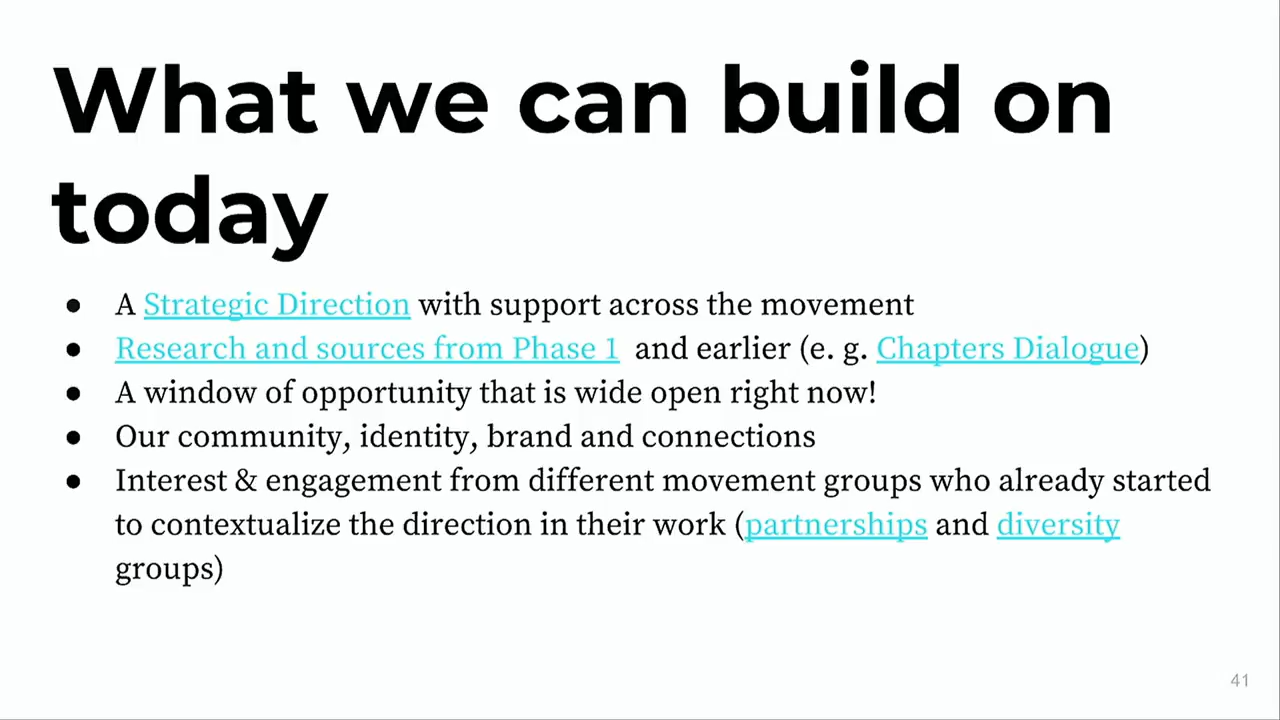 What we can build on
today
● A Strategic Direction with support across the movement
● Research and sources from Phase 1 and earlier (e. g. Chapters Dialogue)
● A window of opportunity that is wide open right now!
● Our community, identity, brand and connections
● Interest & engagement from different movement groups who already started
to contextualize the direction in their work (partnerships and diversity
groups)
41